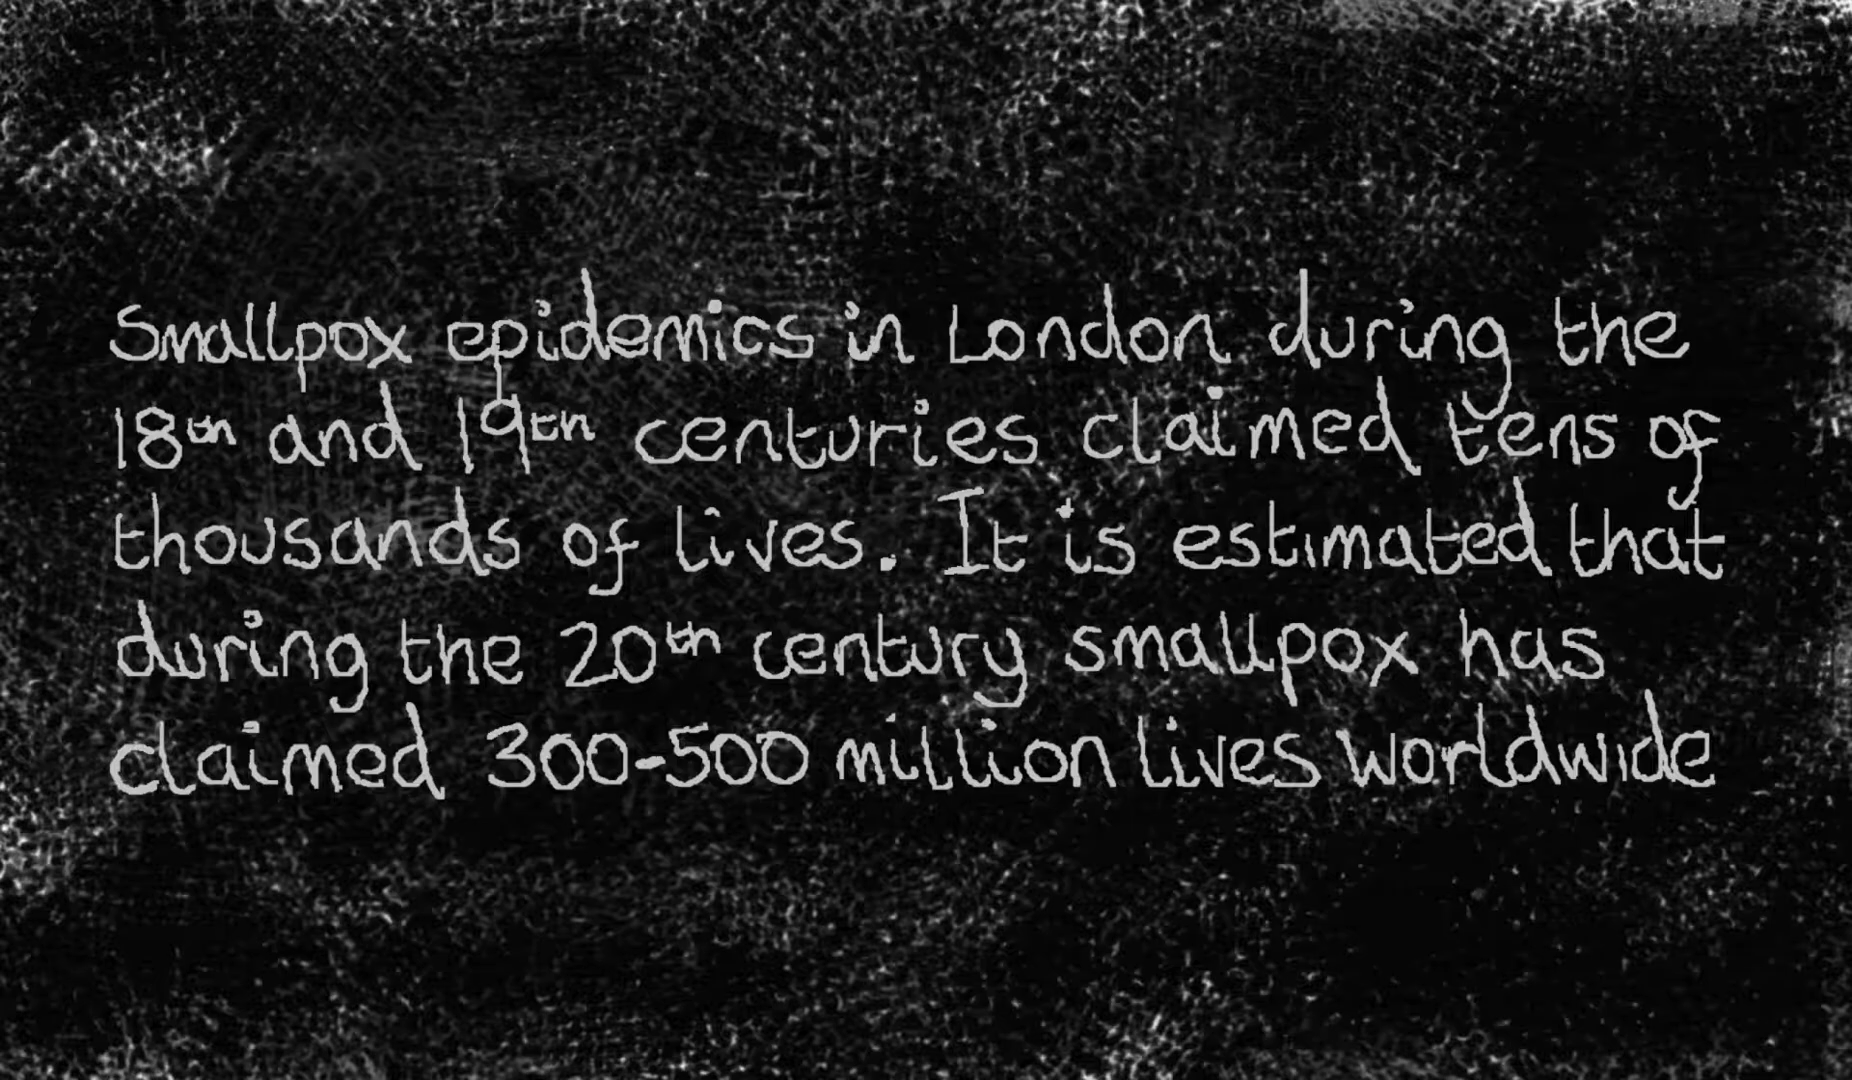 Smallpox epidemics in London during the
18th and 19th centuries claimed tens of
thousands of lives. It is estimated that
during the 20th century smallpox has
claimed 300-500 million lives worldwide